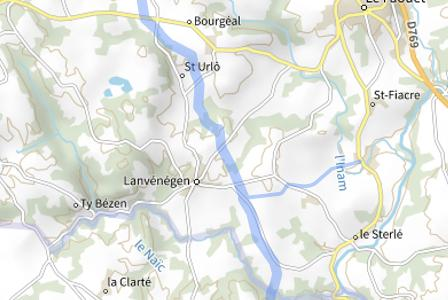 Le Faouët
Bourgéal
D769
St Urlô
St-Fiacre
l'Inam
Lanvénégen
Ty Bézen
le Sterlé
le Naïc
la Clarté